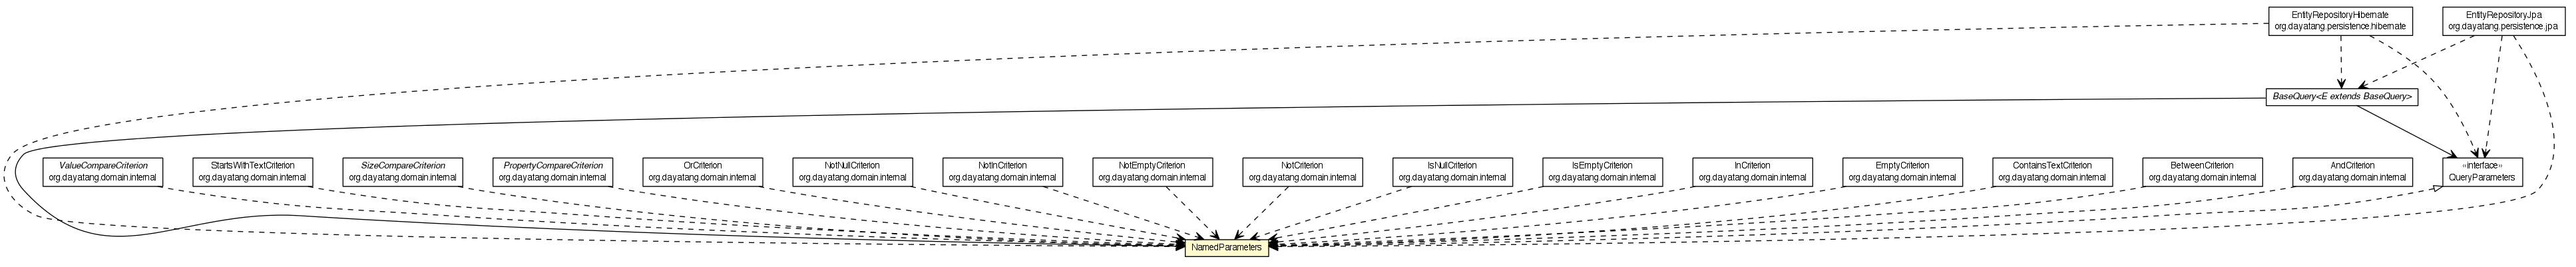 EntityRepositoryHibernate
org.dayatang.persistence.hibernate
EntityRepositoryJpa
org.dayatang.persistence.jpa
BaseQuery<E extends BaseQuery>
ValueCompareCriterion
org.dayatang.domain.internal
StartsWithTextCriterion
org.dayatang.domain.internal
SizeCompareCriterion
org.dayatang.domain.internal
PropertyCompareCriterion
org.dayatang.domain.internal
OrCriterion
org.dayatang.domain.internal
NotNullCriterion
org.dayatang.domain.internal
NotInCriterion
org.dayatang.domain.internal
NotEmptyCriterion
org.dayatang.domain.internal
NotCriterion
org.dayatang.domain.internal
IsNullCriterion
org.dayatang.domain.internal
IsEmptyCriterion
org.dayatang.domain.internal
InCriterion
org.dayatang.domain.internal
EmptyCriterion
org.dayatang.domain.internal
ContainsTextCriterion
org.dayatang.domain.internal
BetweenCriterion
org.dayatang.domain.internal
AndCriterion
org.dayatang.domain.internal
«interface»
QueryParameters
NamedParameters